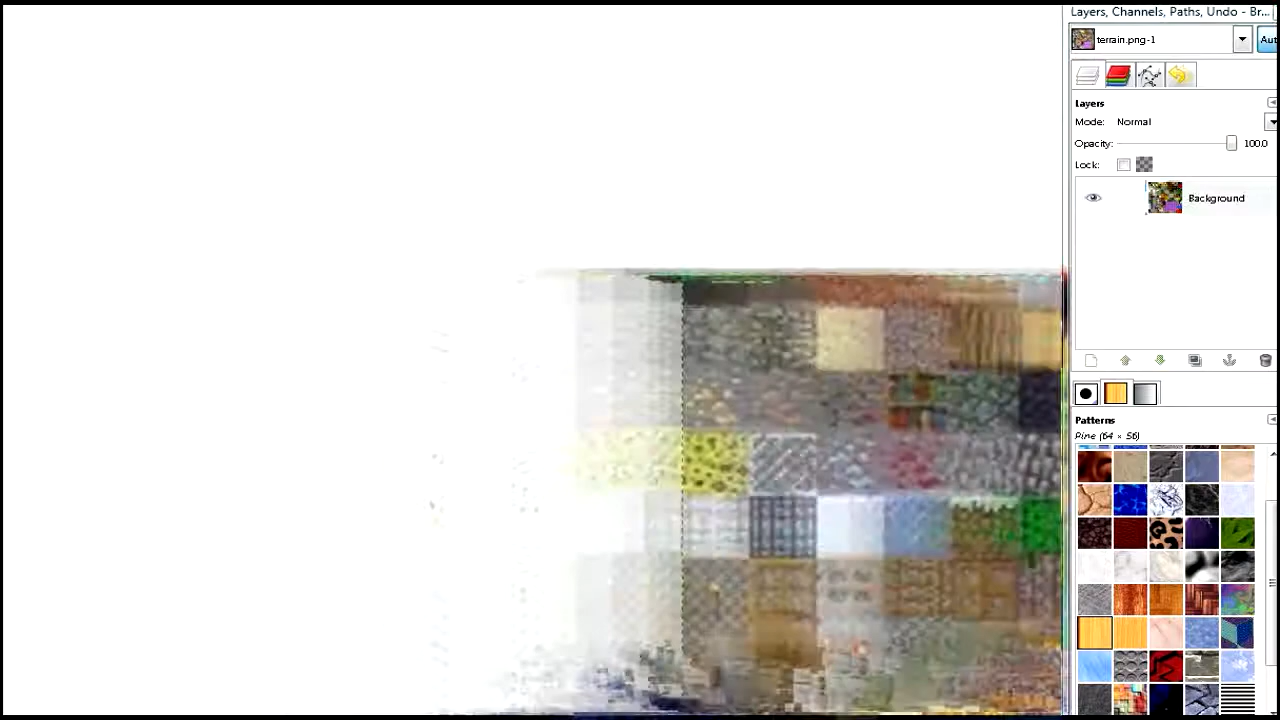 Layers, Channels, Paths, Undo - Br...
terrain.png-1
Aut
Layers
Mode: Normal
Opacity: 100.0
Lock:
Background
Patterns
Pine (64 × 56)